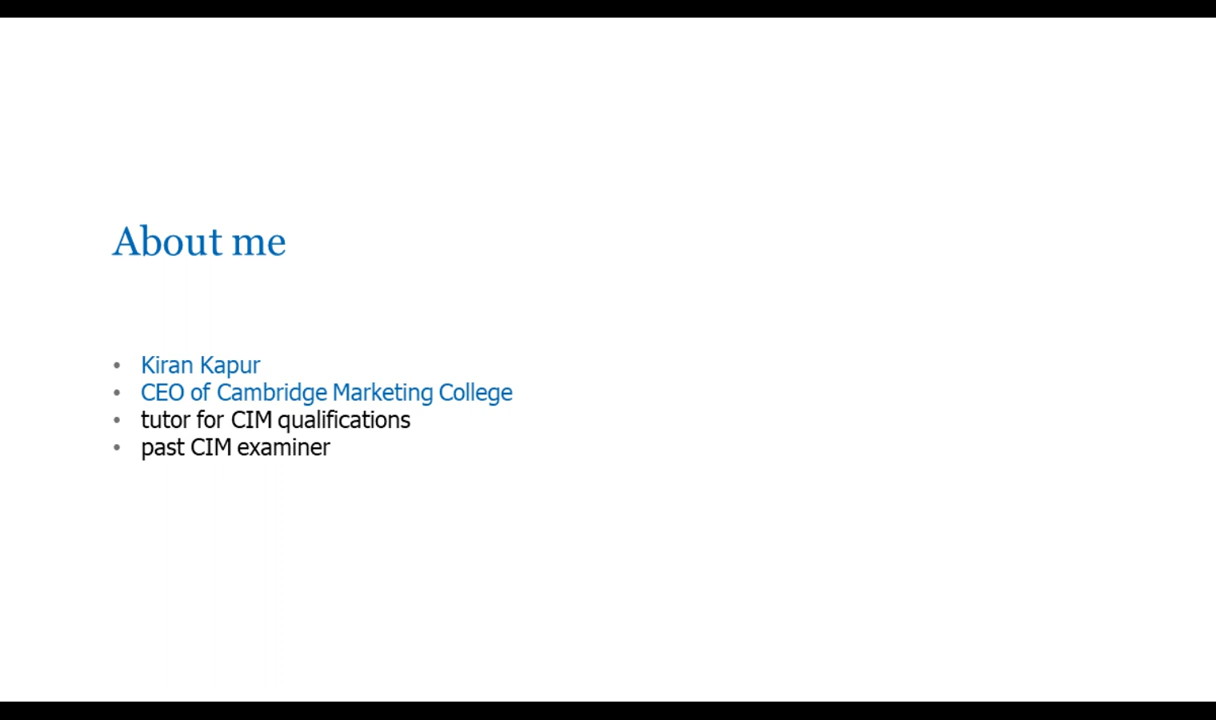 About me
• Kiran Kapur
• CEO of Cambridge Marketing College
• tutor for CIM qualifications
• past CIM examiner